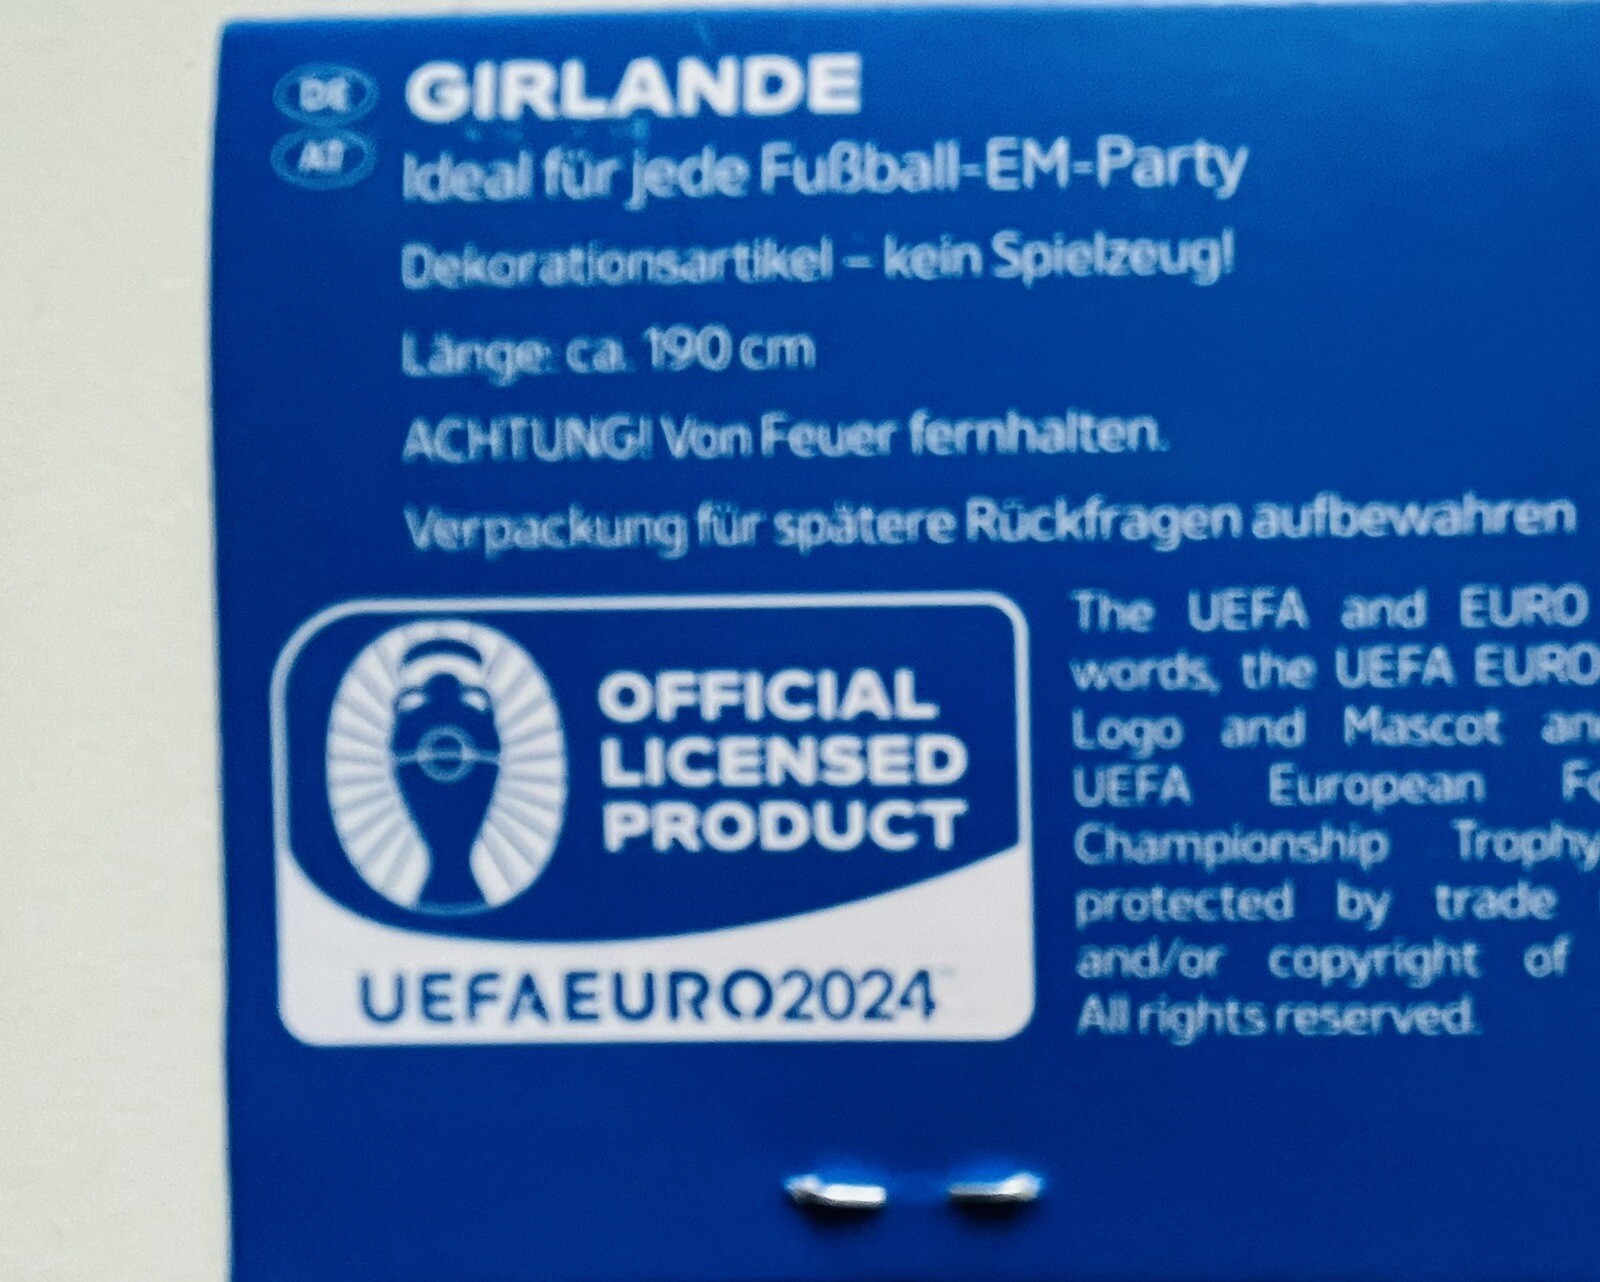 DE
GIRLANDE
AT
Ideal für jede Fußball-EM-Party
Dekorationsartikel – kein Spielzeug!
Länge: ca. 190 cm
ACHTUNG! Von Feuer fernhalten.
Verpackung für spätere Rückfragen aufbewahren
OFFICIAL
LICENSED
PRODUCT
UEFAEURO2024™
The UEFA and EURO
words, the UEFA EURO
Logo and Mascot
UEFA European
Championship Trophy
protected by trade
and/or copyright of
All rights reserved.